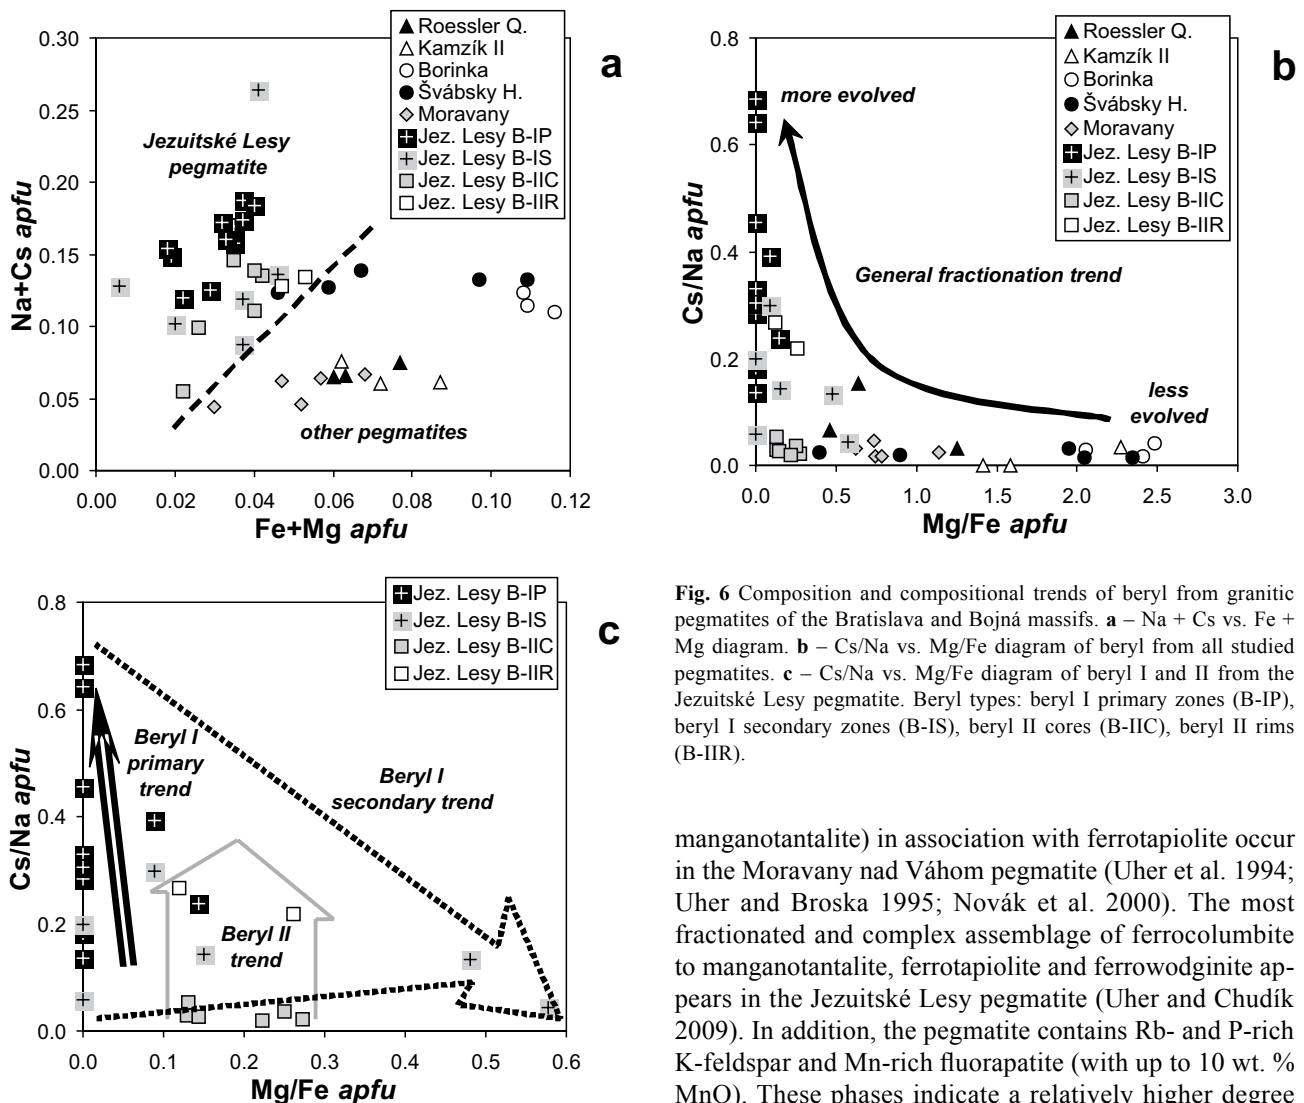 Roessler Q.
Kamzík II
Borinka
Švábsky H.
Moravany
Jez. Lesy B-IP
Jez. Lesy B-IS
Jez. Lesy B-IIC
Jez. Lesy B-IIR
a
0.30
0.25
0.20
0.15
0.10
0.05
0.00
Na+Cs apfu
Jezuitské Lesy
pegmatite
other pegmatites
0.00 0.02 0.04 0.06 0.08 0.10 0.12
Fe+Mg apfu
Roessler Q.
Kamzík II
Borinka
Švábsky H.
Moravany
Jez. Lesy B-IP
Jez. Lesy B-IS
Jez. Lesy B-IIC
Jez. Lesy B-IIR
b
0.8
0.6
0.4
0.2
0.0
Cs/Na apfu
more evolved
General fractionation trend
less
evolved
0.0 0.5 1.0 1.5 2.0 2.5 3.0
Mg/Fe apfu
Jez. Lesy B-IP
Jez. Lesy B-IS
Jez. Lesy B-IIC
Jez. Lesy B-IIR
c
0.8
0.6
0.4
0.2
0.0
Cs/Na apfu
Beryl I
primary
trend
Beryl I
secondary trend
Beryl II
trend
0.0 0.1 0.2 0.3 0.4 0.5 0.6
Mg/Fe apfu
Fig. 6 Composition and compositional trends of beryl from granitic
pegmatites of the Bratislava and Bojná massifs. a – Na + Cs vs. Fe +
Mg diagram. b – Cs/Na vs. Mg/Fe diagram of beryl from all studied
pegmatites. c – Cs/Na vs. Mg/Fe diagram of beryl I and II from the
Jezuitské Lesy pegmatite. Beryl types: beryl I primary zones (B-IP),
beryl I secondary zones (B-IS), beryl II cores (B-IIC), beryl II rims
(B-IIR).
manganotantalite) in association with ferrotapiolite occur
in the Moravany nad Váhom pegmatite (Uher et al. 1994;
Uher and Broska 1995; Novák et al. 2000). The most
fractionated and complex assemblage of ferrocolumbite
to manganotantalite, ferrotapiolite and ferrowodginite ap-
pears in the Jezuitské Lesy pegmatite (Uher and Chudík
2009). In addition, the pegmatite contains Rb- and P-rich
K-feldspar and Mn-rich fluorapatite (with up to 10 wt. %
MnO). These phases indicate a relatively higher degree